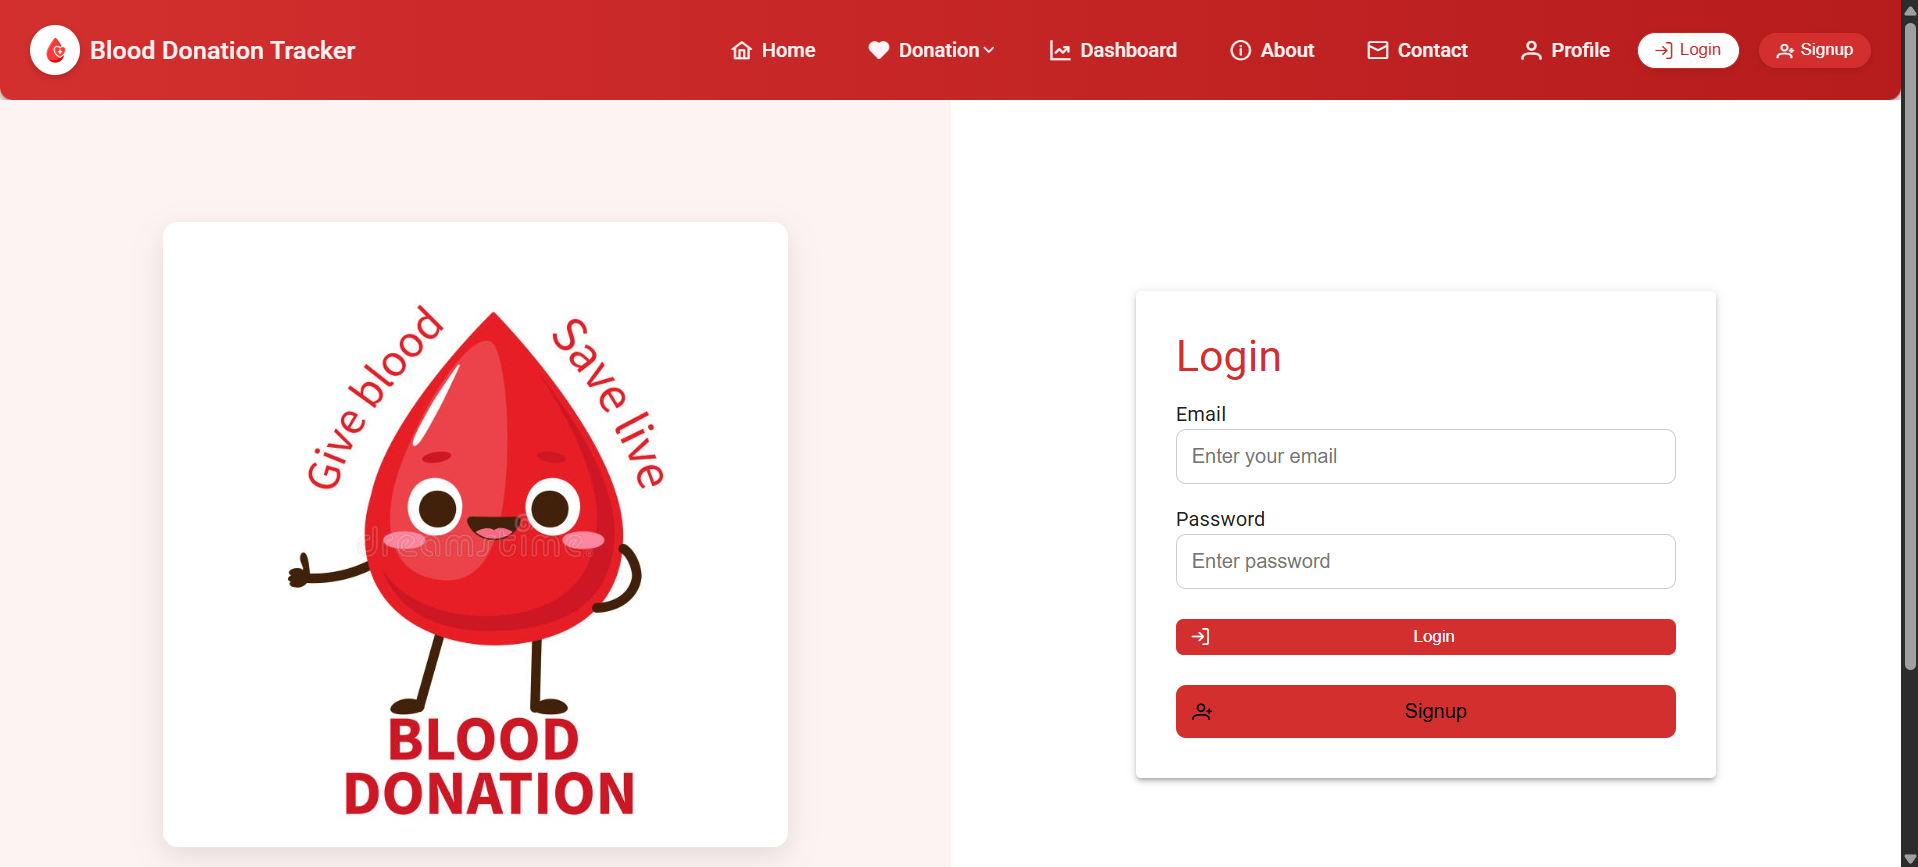 Blood Donation Tracker
Home
Donation
Dashboard
About
Contact
Profile
Login
Signup
Give blood
Save live
dreamstime
BLOOD
DONATION
Login
Email
Enter your email
Password
Enter password
Login
Signup